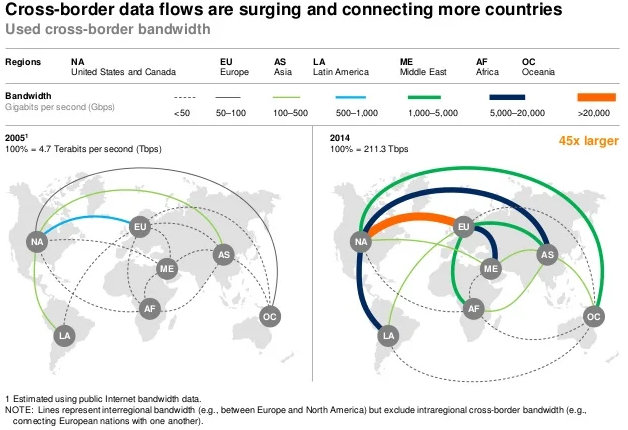 Cross-border data flows are surging and connecting more countries
Used cross-border bandwidth
Regions NA EU AS LA ME AF OC
United States and Canada Europe Asia Latin America Middle East Africa Oceania
Bandwidth
Gigabits per second (Gbps)
<50 50–100 100–500 500–1,000 1,000–5,000 5,000–20,000 >20,000
2005¹
100% = 4.7 Terabits per second (Tbps)
NA
EU
AS
ME
AF
OC
LA
2014
100% = 211.3 Tbps
45x larger
NA
EU
AS
ME
AF
OC
LA
1 Estimated using public Internet bandwidth data.
NOTE: Lines represent interregional bandwidth (e.g., between Europe and North America) but exclude intraregional cross-border bandwidth (e.g.,
connecting European nations with one another).